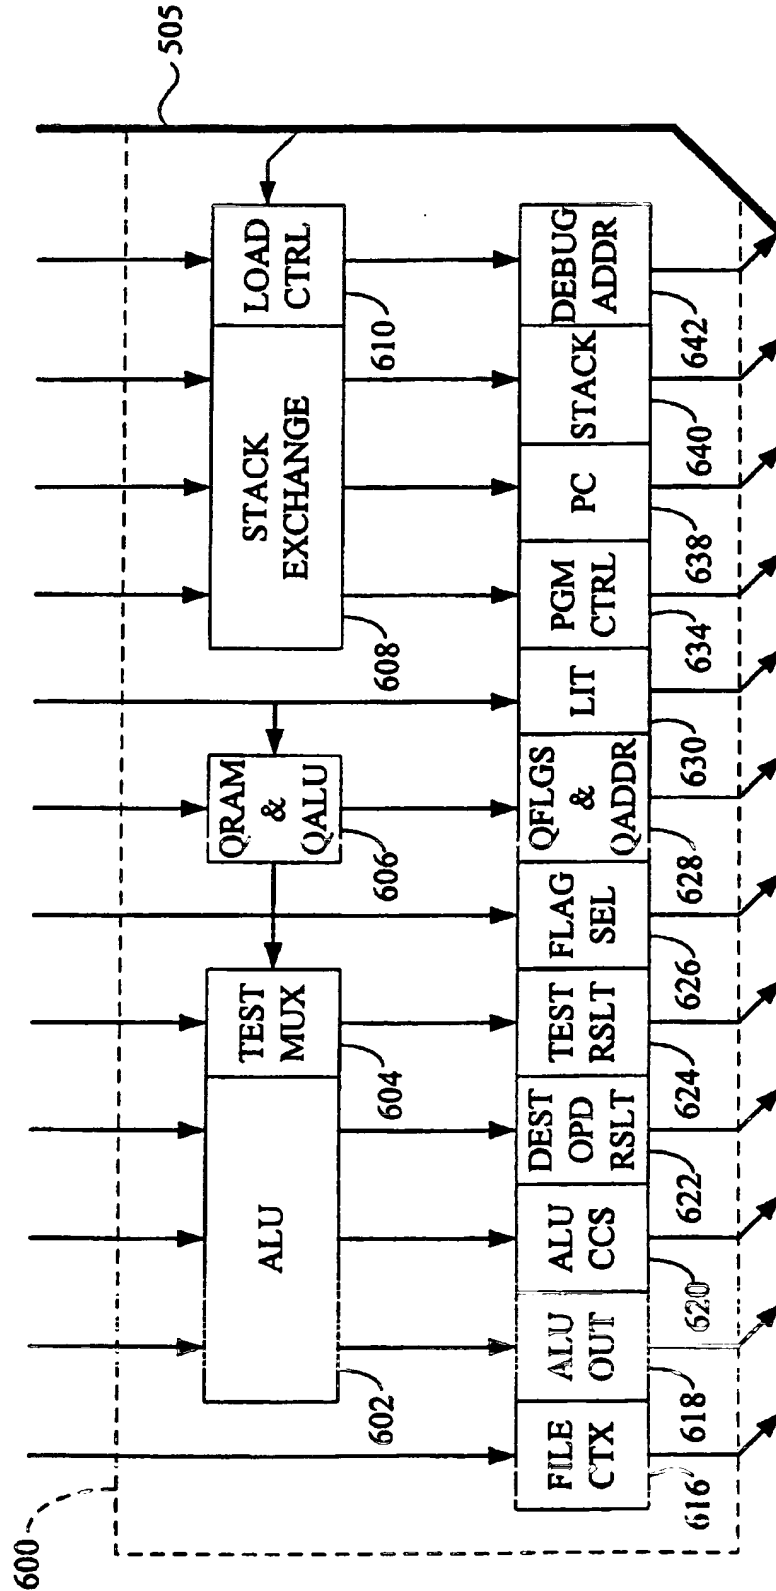 600
505
ALU
602
TEST
MUX
604
QRAM
&
QALU
606
STACK
EXCHANGE
608
LOAD
CTRL
610
FILE
CTX
616
ALU
OUT
618
ALU
CCS
620
DEST
OPD
RSLT
622
TEST
RSLT
624
FLAG
SEL
626
QFLGS
&
QADDR
628
LIT
630
PGM
CTRL
634
PC
638
STACK
640
DEBUG
ADDR
642